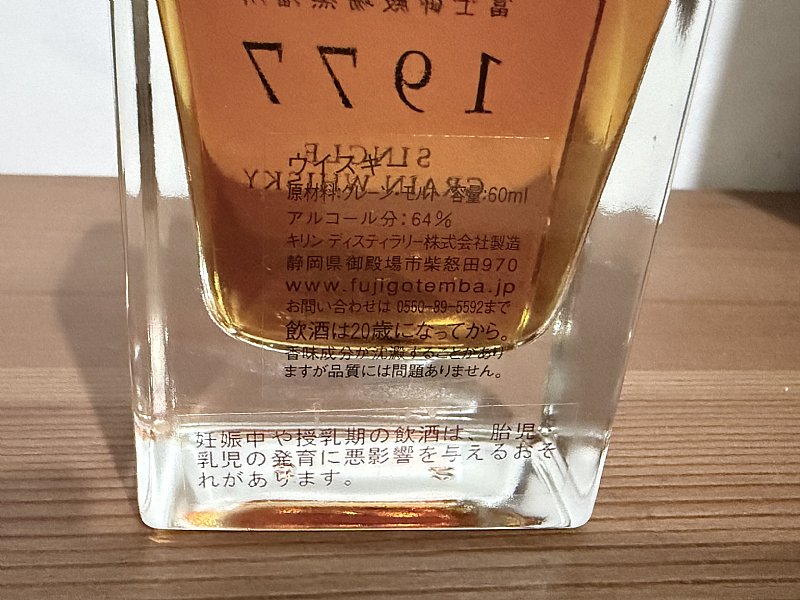 富士御殿場蒸溜所
1977
SINGLE
GRAIN WHISKY
ウイスキー
原材料:グレーン・モルト 容量:60ml
アルコール分:64%
キリン ディスティラリー株式会社製造
静岡県御殿場市柴怒田970
www.fujigotemba.jp
お問い合わせは 0550-89-5592まで
飲酒は20歳になってから。
香味成分が沈澱することがあり
ますが品質には問題ありません。
妊娠中や授乳期の飲酒は、胎児・
乳児の発育に悪影響を与えるおそ
れがあります。